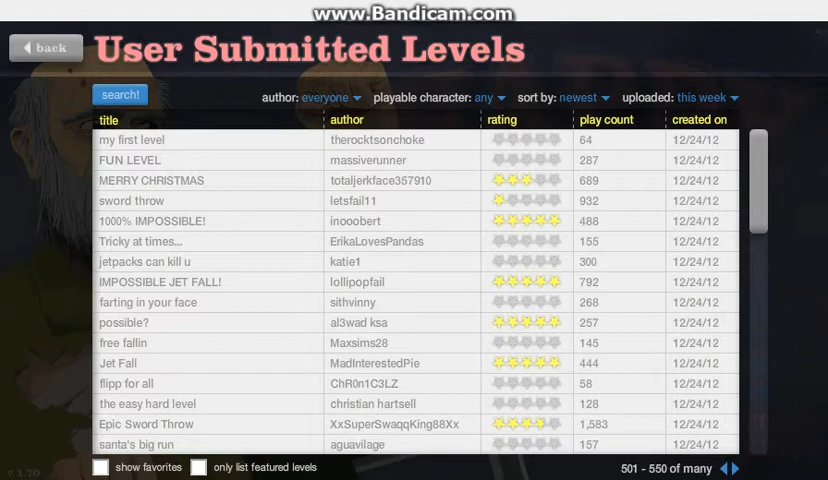 www.Bandicam.com
back
User Submitted Levels
search! author: everyone playable character: any sort by: newest uploaded: this week
title author rating play count created on
my first level therocktsonchoke 64 12/24/12
FUN LEVEL massiverunner 287 12/24/12
MERRY CHRISTMAS totaljerkface357910 689 12/24/12
sword throw letsfail11 932 12/24/12
1000% IMPOSSIBLE! inooobert 488 12/24/12
Tricky at times... ErikaLovesPandas 155 12/24/12
jetpacks can kill u katie1 300 12/24/12
IMPOSSIBLE JET FALL! lollipopfail 792 12/24/12
farting in your face sithvinny 268 12/24/12
possible? al3wad ksa 257 12/24/12
free fallin Maxsims28 145 12/24/12
Jet Fall MadInterestedPie 444 12/24/12
flipp for all ChR0n1C3LZ 58 12/24/12
the easy hard level christian hartsell 128 12/24/12
Epic Sword Throw XxSuperSwaqqKing88Xx 1,583 12/24/12
santa's big run aguavilage 157 12/24/12
show favorites only list featured levels 501 - 550 of many
v 1.70